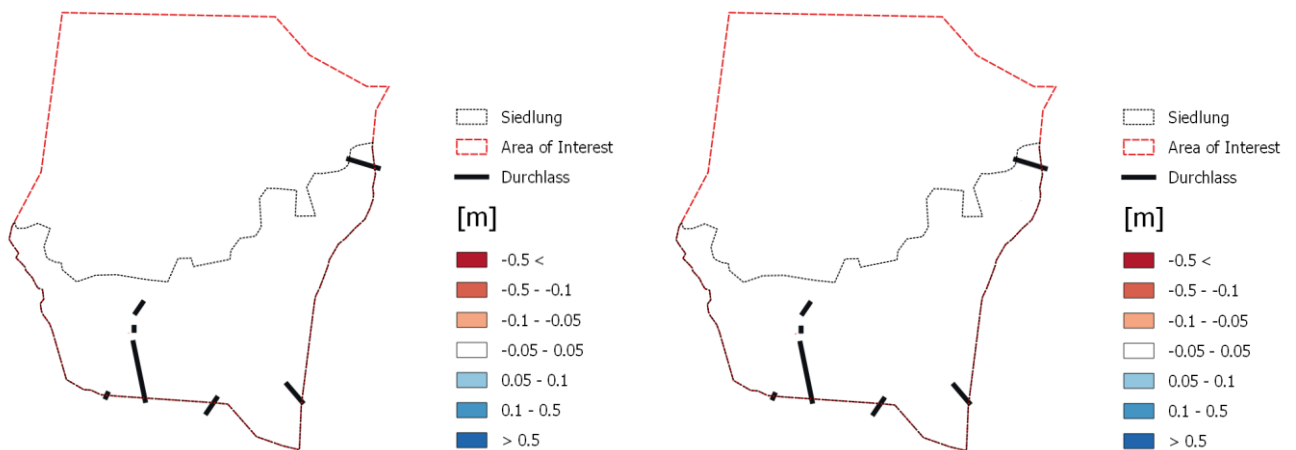 Siedlung
Area of Interest
Durchlass
[m]
-0.5 <
-0.5 - -0.1
-0.1 - -0.05
-0.05 - 0.05
0.05 - 0.1
0.1 - 0.5
> 0.5
Siedlung
Area of Interest
Durchlass
[m]
-0.5 <
-0.5 - -0.1
-0.1 - -0.05
-0.05 - 0.05
0.05 - 0.1
0.1 - 0.5
> 0.5